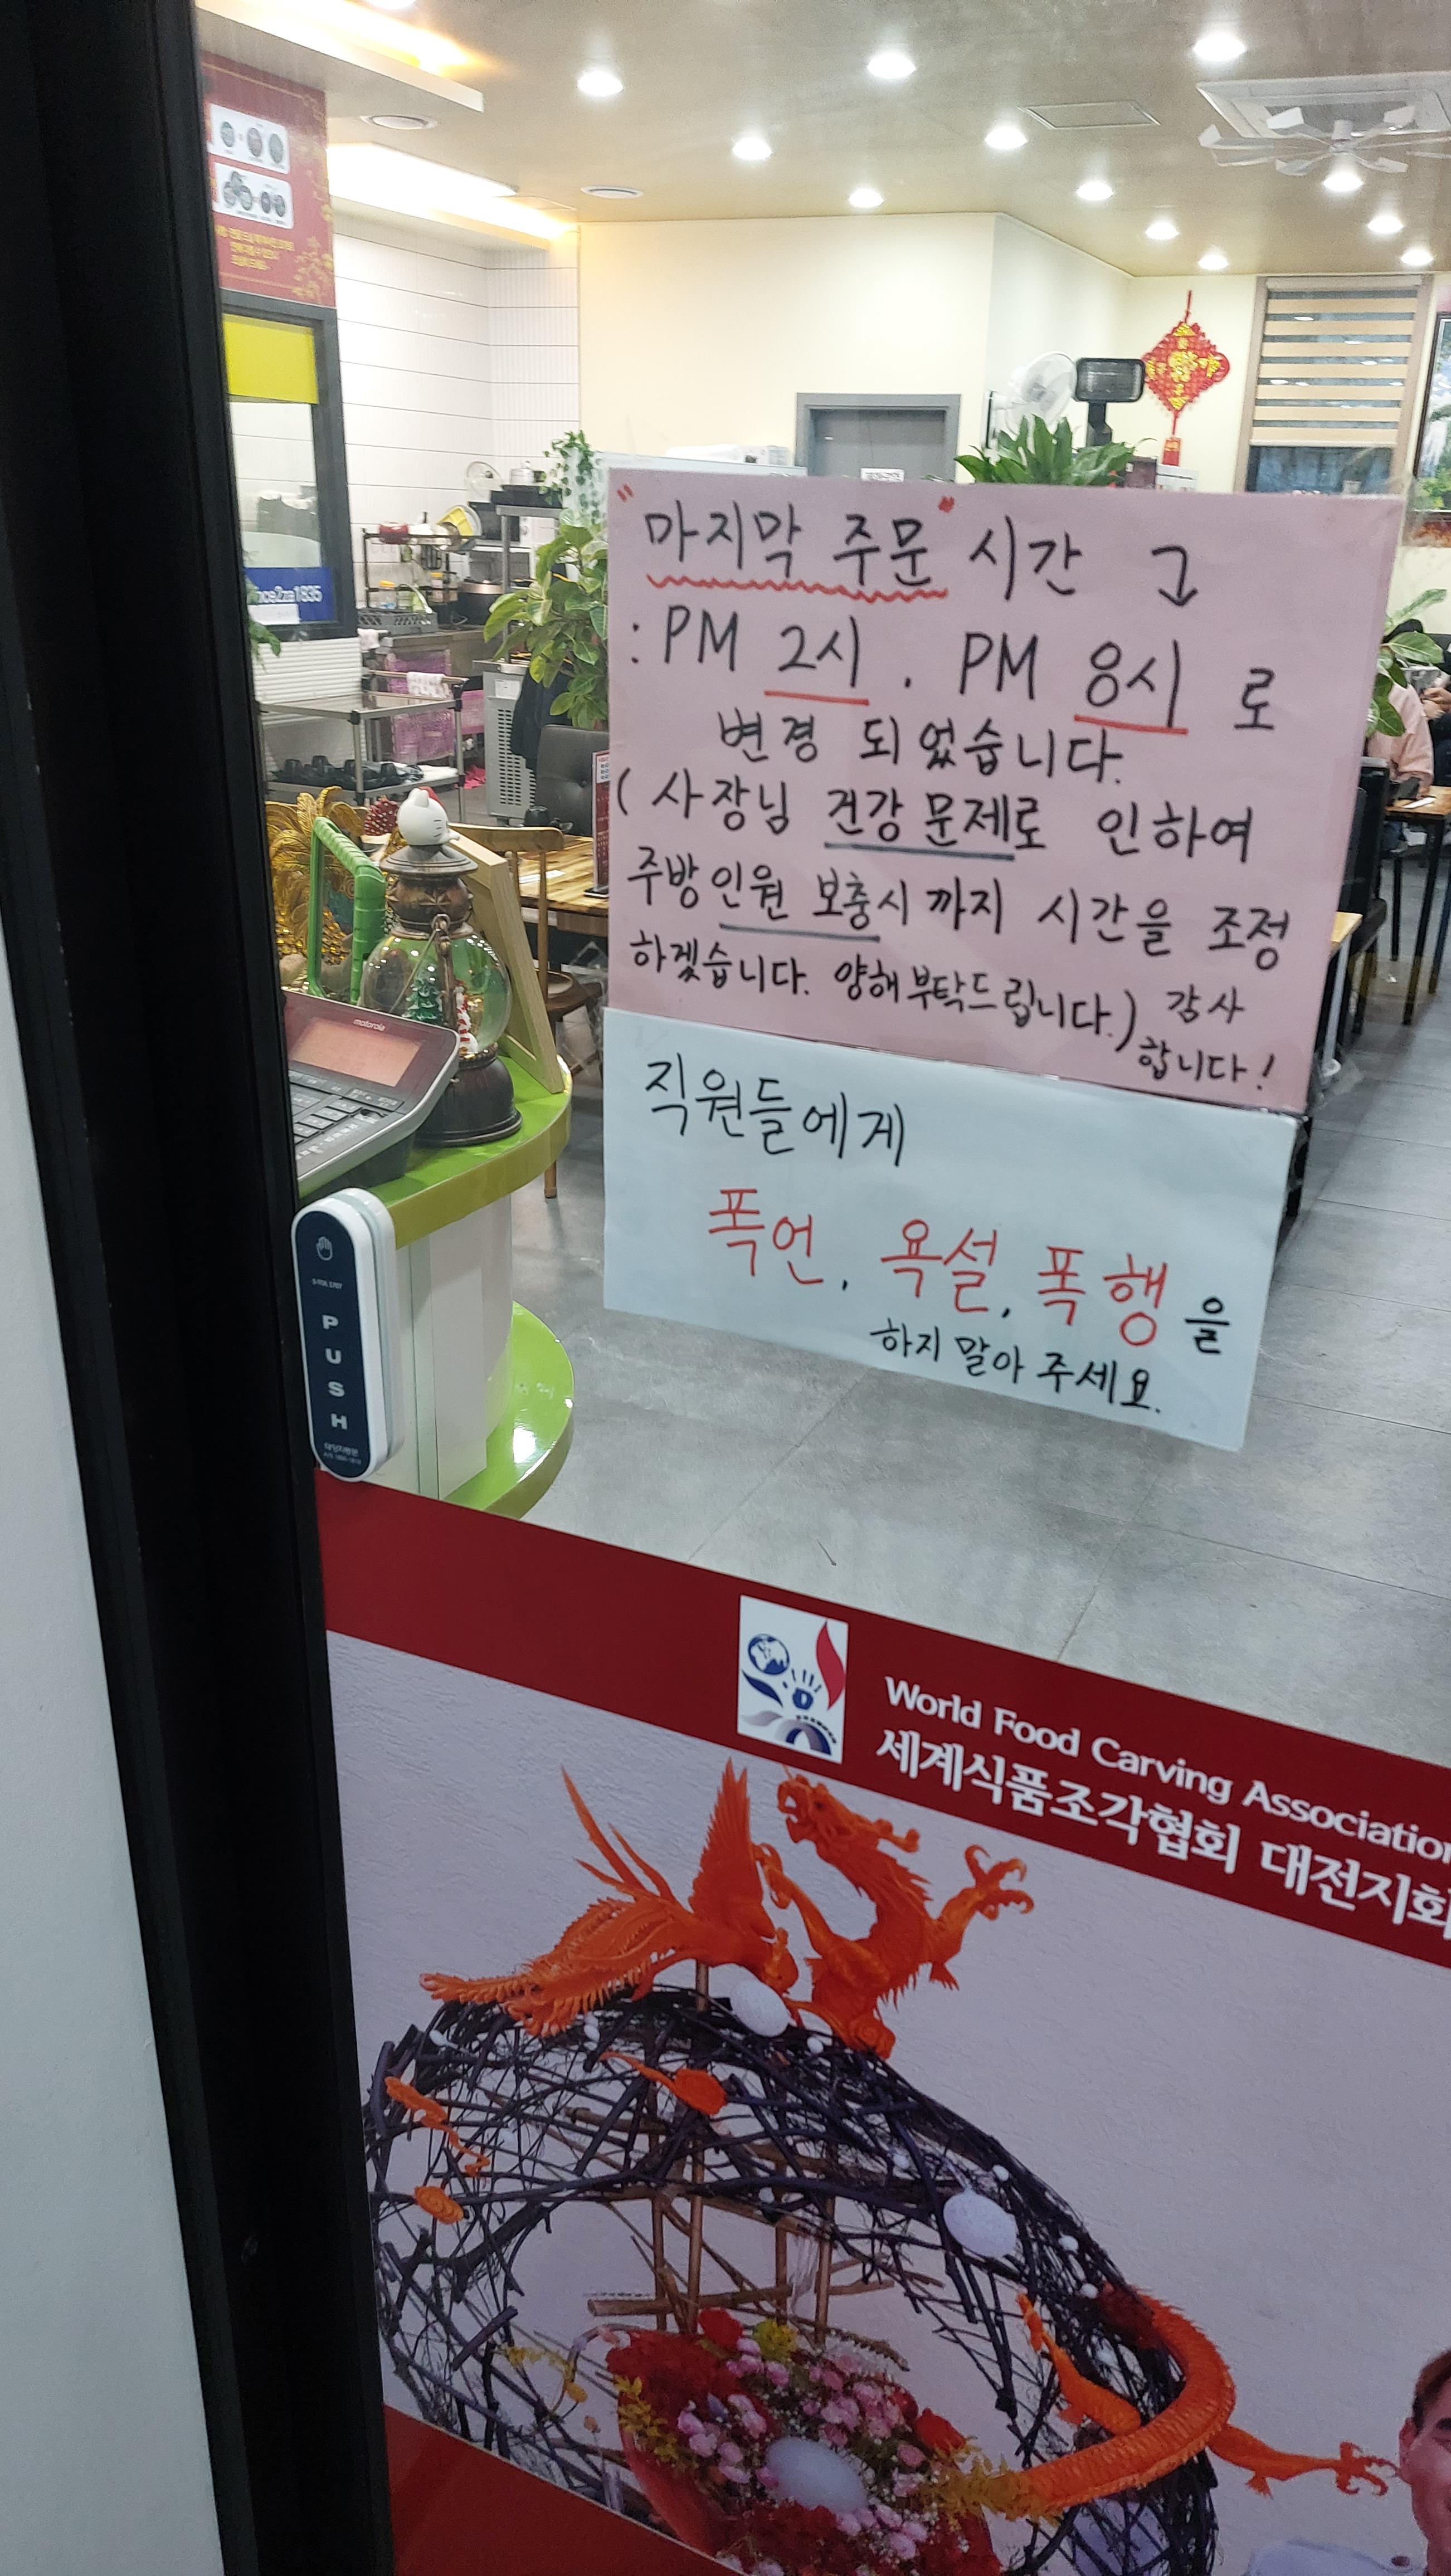 "마지막 주문" 시간
: PM 2시 . PM 8시 로
변경 되었습니다.
( 사장님 건강 문제로 인하여
주방인원 보충시 까지 시간을 조정
하겠습니다. 양해부탁드립니다.) 감사
합니다!
직원들에게
폭언, 욕설, 폭행을
하지 말아 주세요.
motorola
PUSH
World Food Carving Association
세계식품조각협회 대전지회